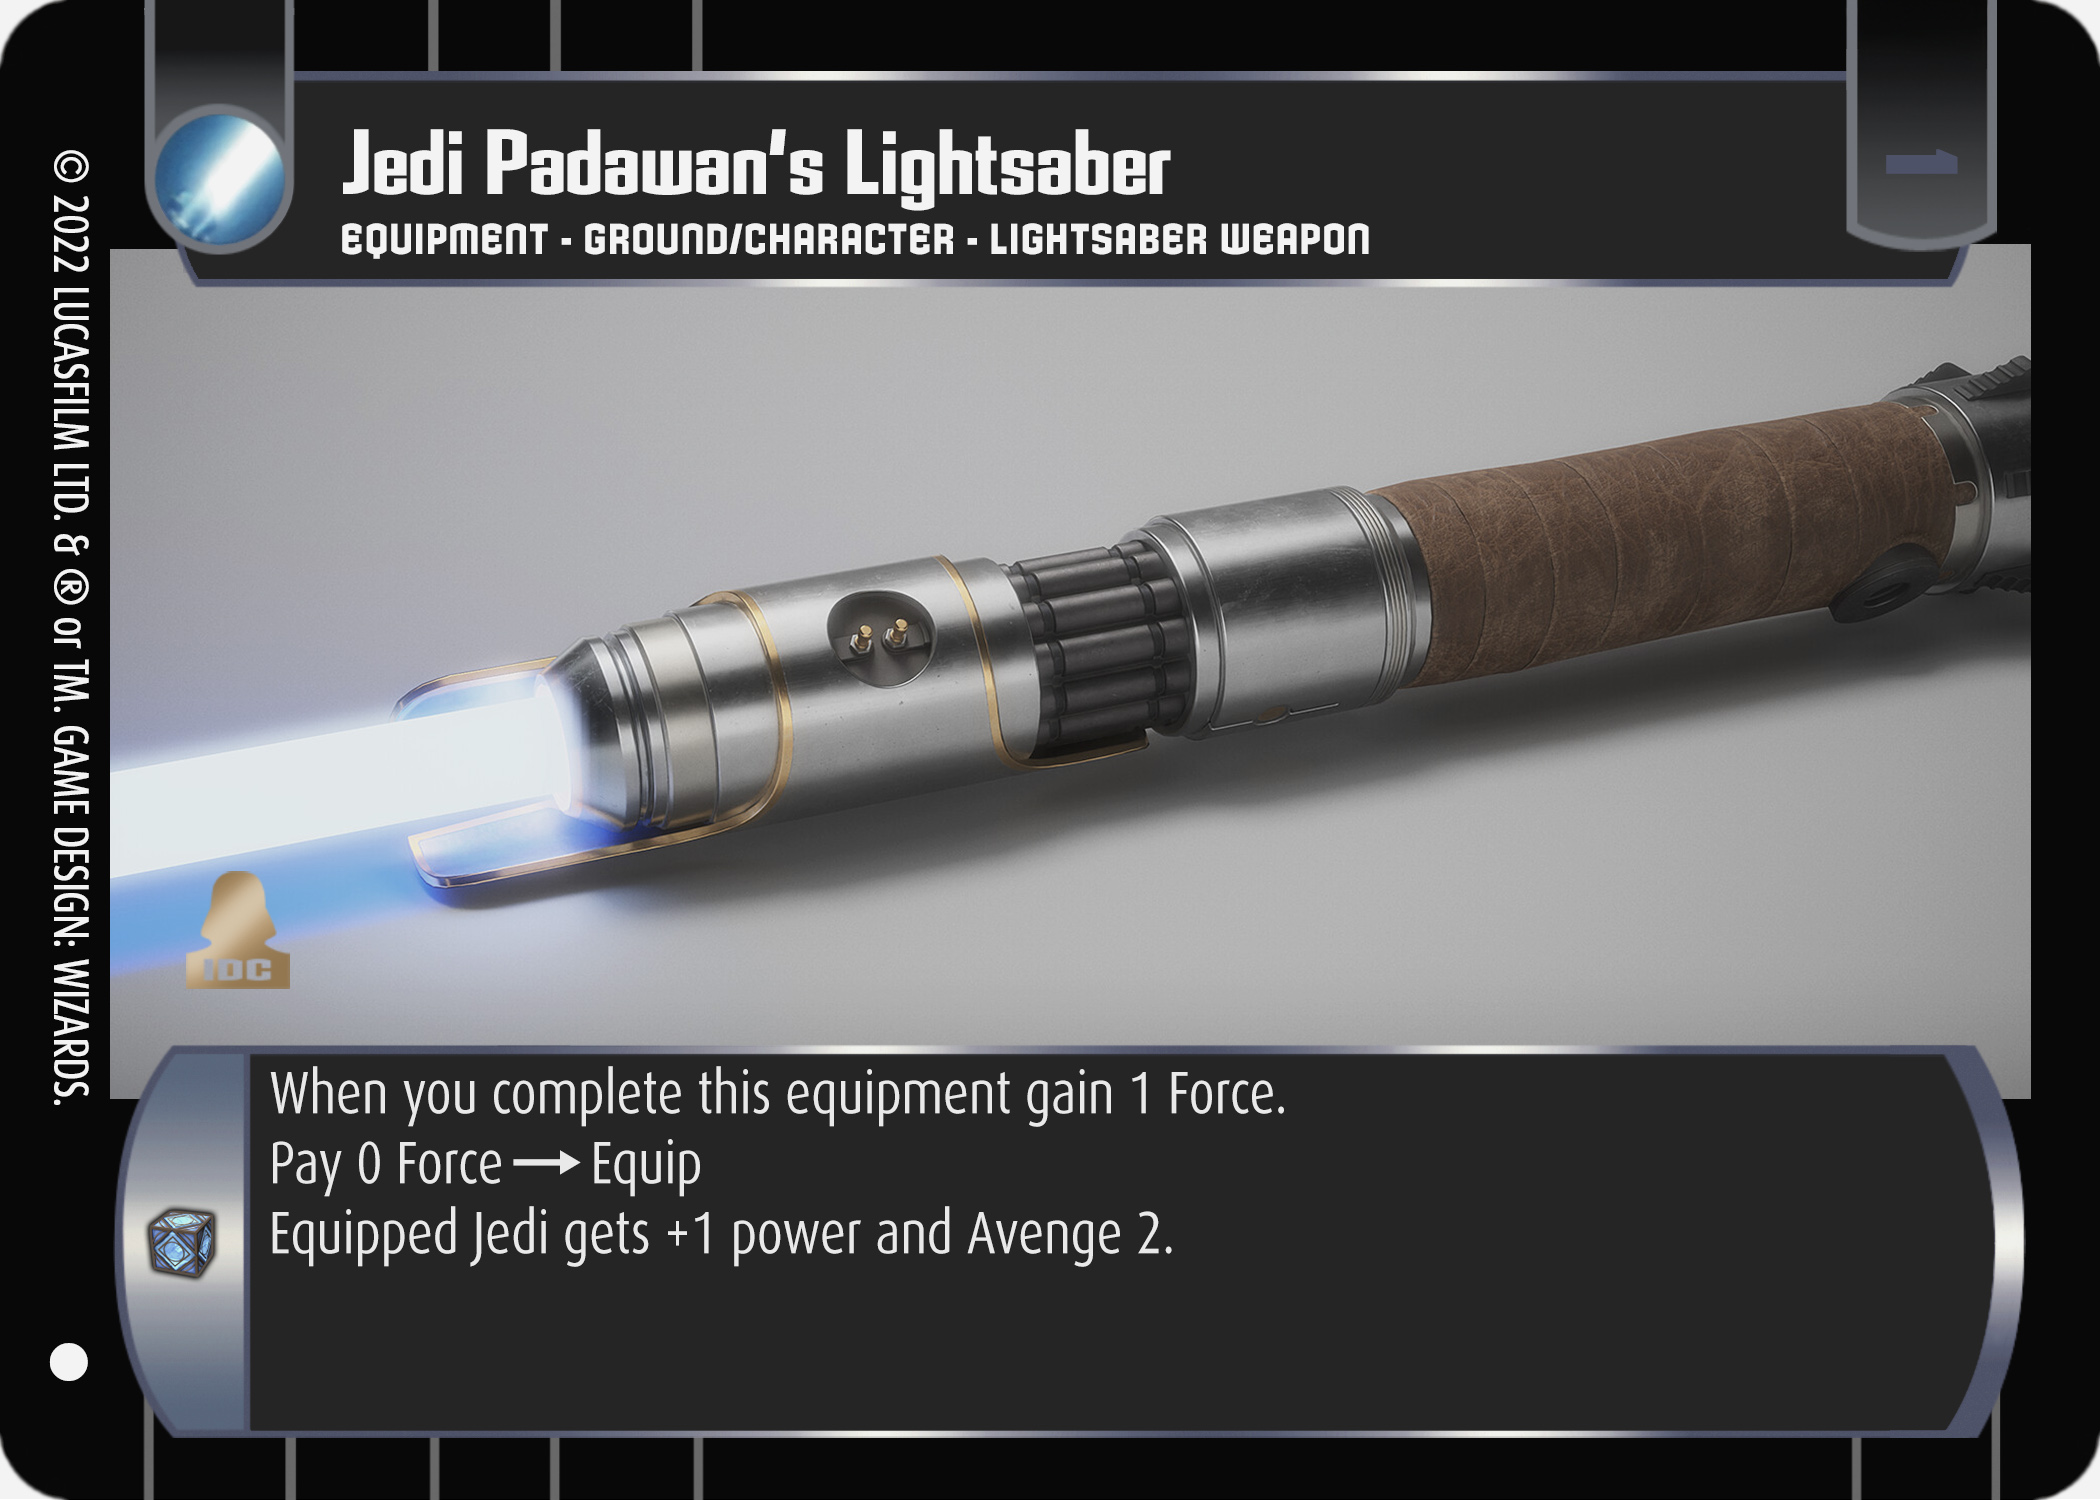 Jedi Padawan's Lightsaber
EQUIPMENT - GROUND/CHARACTER - LIGHTSABER WEAPON
1
IDC
When you complete this equipment gain 1 Force.
Pay 0 Force → Equip
Equipped Jedi gets +1 power and Avenge 2.
© 2022 LUCASFILM LTD. & ® or TM. GAME DESIGN: WIZARDS.